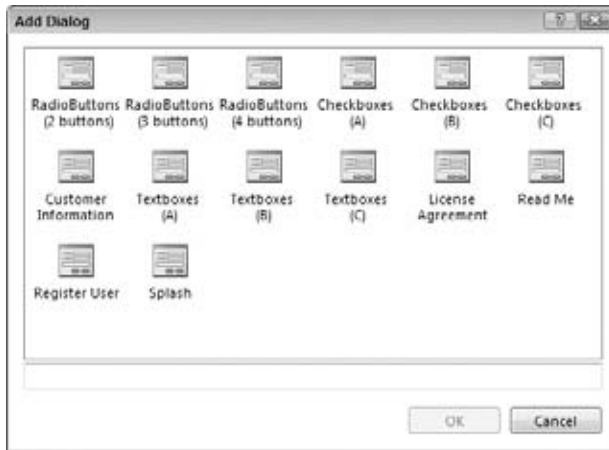 Add Dialog
RadioButtons RadioButtons RadioButtons Checkboxes Checkboxes Checkboxes
(2 buttons) (3 buttons) (4 buttons) (A) (B) (C)
Customer Textboxes Textboxes Textboxes License Read Me
Information (A) (B) (C) Agreement
Register User Splash
OK Cancel